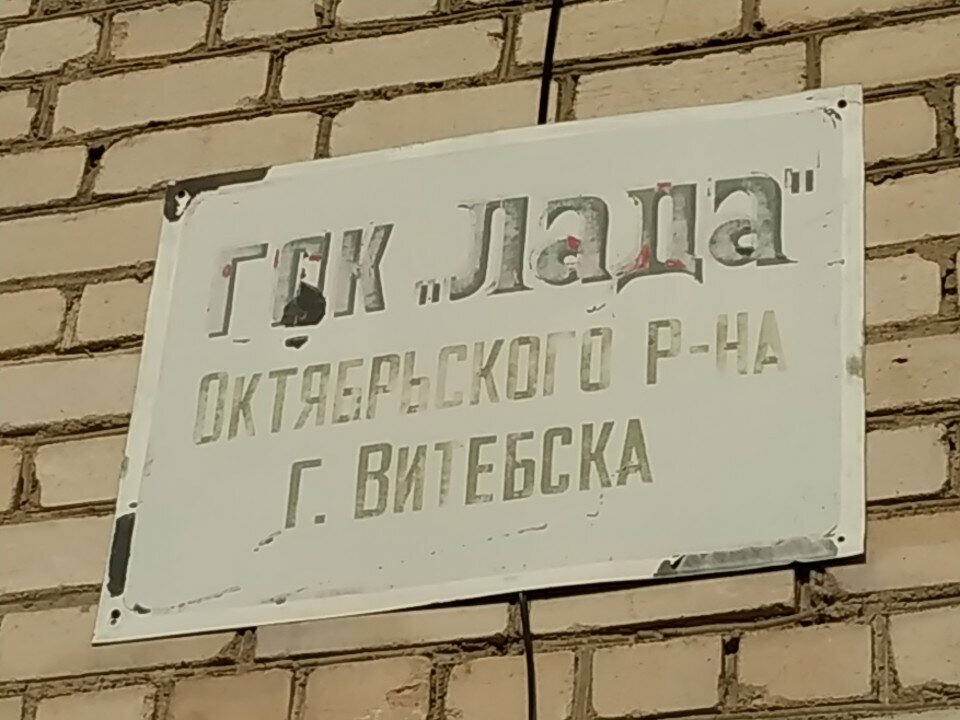 ГСК „Лада"
Октябрьского р-на
г. Витебска